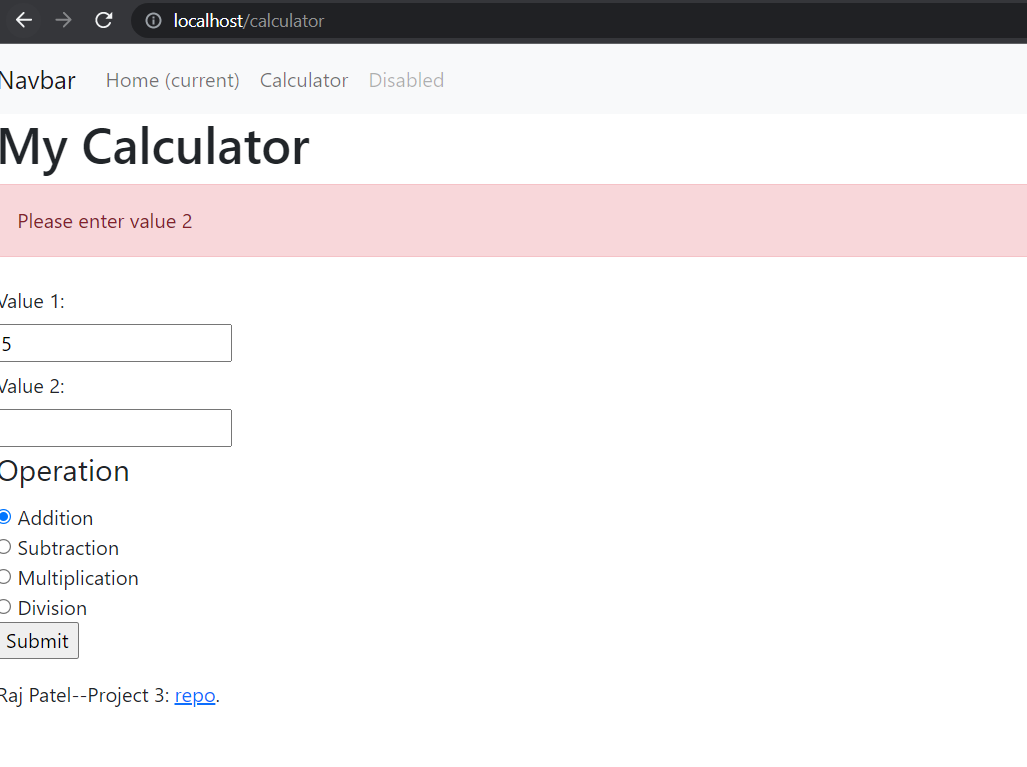 localhost/calculator
Navbar Home (current) Calculator Disabled
My Calculator
Please enter value 2
Value 1:
5
Value 2:
Operation
Addition
Subtraction
Multiplication
Division
Submit
Raj Patel--Project 3: repo.